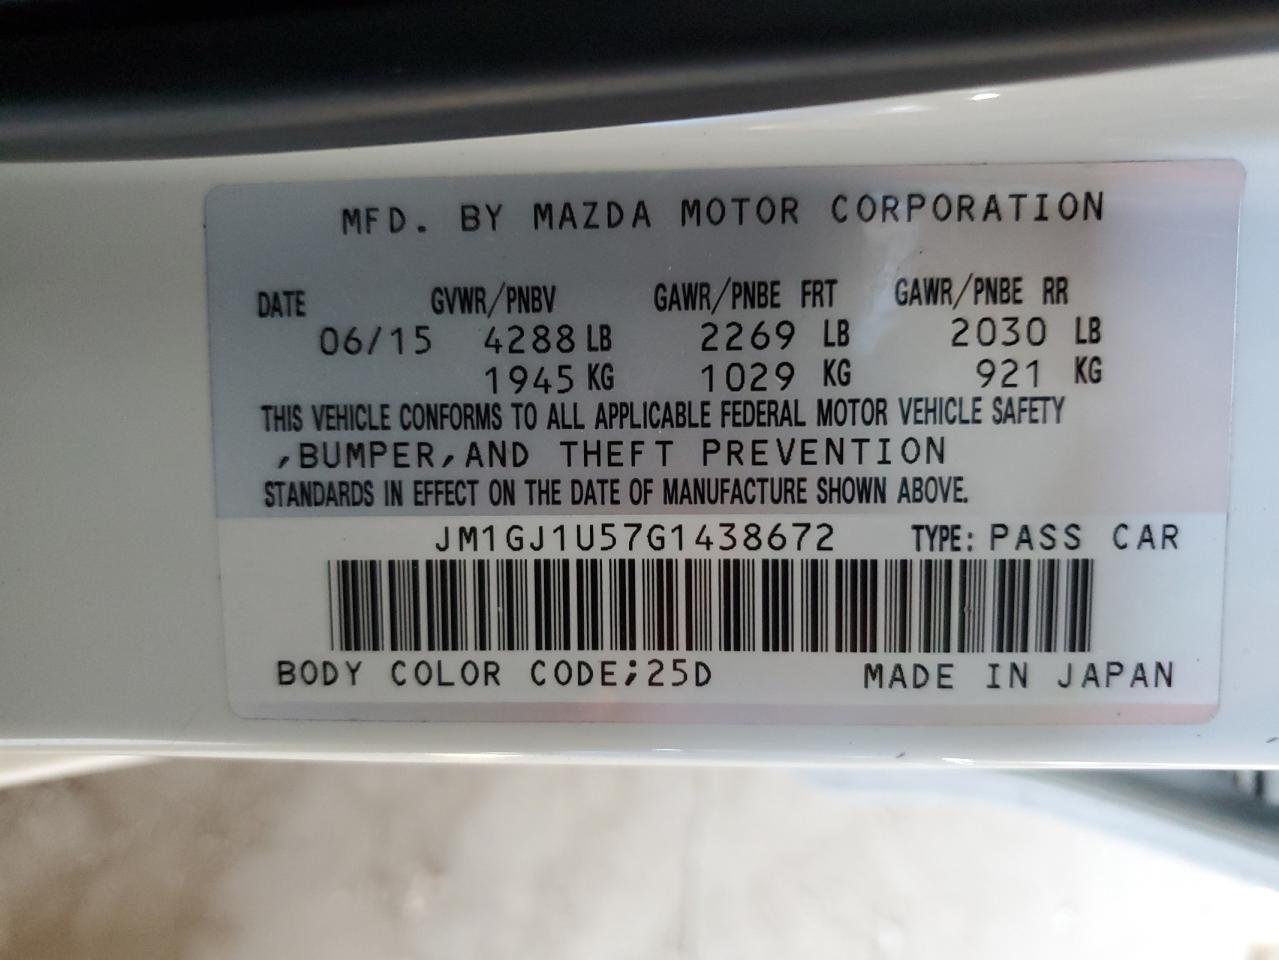 MFD. BY MAZDA MOTOR CORPORATION
DATE GVWR/PNBV GAWR/PNBE FRT GAWR/PNBE RR
06/15 4288 LB 2269 LB 2030 LB
1945 KG 1029 KG 921 KG
THIS VEHICLE CONFORMS TO ALL APPLICABLE FEDERAL MOTOR VEHICLE SAFETY
,BUMPER,AND THEFT PREVENTION
STANDARDS IN EFFECT ON THE DATE OF MANUFACTURE SHOWN ABOVE.
JM1GJ1U57G1438672 TYPE: PASS CAR
BODY COLOR CODE;25D MADE IN JAPAN